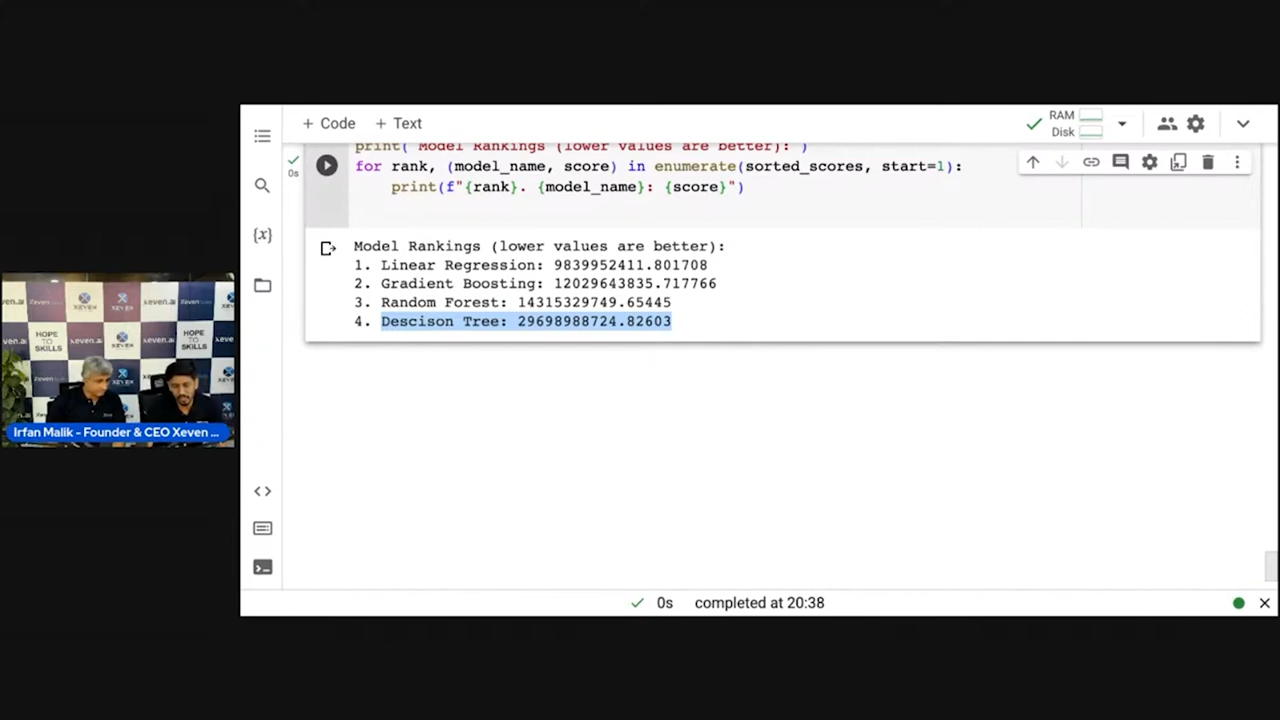 + Code + Text
RAM
Disk
print("Model Rankings (lower values are better):")
for rank, (model_name, score) in enumerate(sorted_scores, start=1):
print(f"{rank}. {model_name}: {score}")
0s
{x}
Model Rankings (lower values are better):
1. Linear Regression: 9839952411.801708
2. Gradient Boosting: 12029643835.717766
3. Random Forest: 14315329749.65445
4. Descison Tree: 29698988724.82603
HOPE
TO
SKILLS
HOPE
TO
SKILLS
XEVEN
Irfan Malik - Founder & CEO Xeven ...
0s completed at 20:38